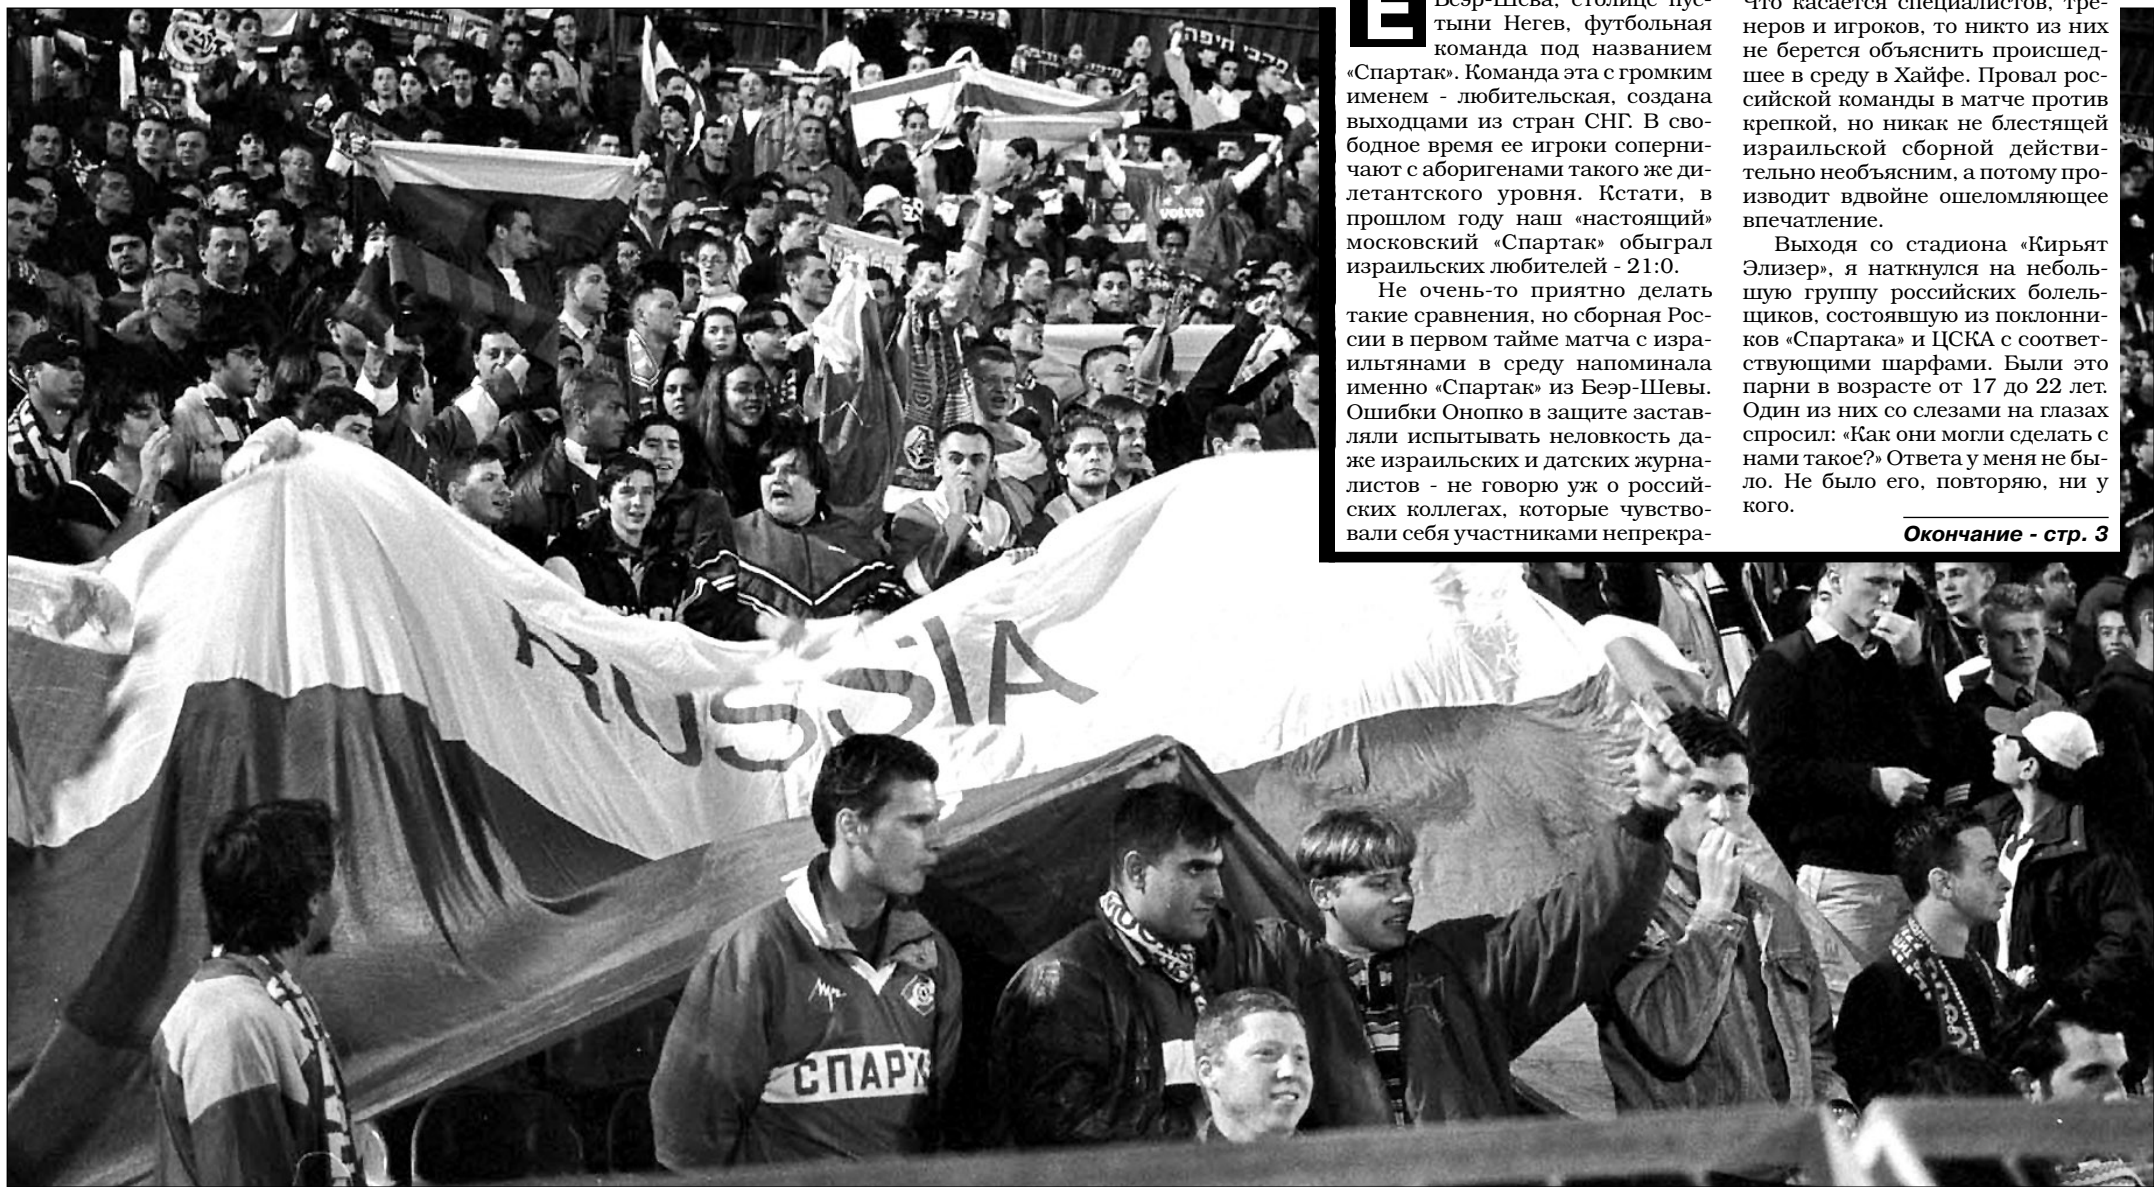 Е
Беэр-Шева, столице пус-
тыни Негев, футбольная
команда под названием
«Спартак». Команда эта с громким
именем - любительская, создана
выходцами из стран СНГ. В сво-
бодное время ее игроки соперни-
чают с аборигенами такого же ди-
летантского уровня. Кстати, в
прошлом году наш «настоящий»
московский «Спартак» обыграл
израильских любителей - 21:0.
Не очень-то приятно делать
такие сравнения, но сборная Рос-
сии в первом тайме матча с изра-
ильтянами в среду напоминала
именно «Спартак» из Беэр-Шевы.
Ошибки Онопко в защите застав-
ляли испытывать неловкость да-
же израильских и датских журна-
листов - не говорю уж о россий-
ских коллегах, которые чувство-
вали себя участниками непрекра-
Что касается специалистов, тре-
неров и игроков, то никто из них
не берется объяснить происшед-
шее в среду в Хайфе. Провал рос-
сийской команды в матче против
крепкой, но никак не блестящей
израильской сборной действи-
тельно необъясним, а потому про-
изводит вдвойне ошеломляющее
впечатление.
Выходя со стадиона «Кирьят
Элизер», я наткнулся на неболь-
шую группу российских болель-
щиков, состоявшую из поклонни-
ков «Спартака» и ЦСКА с соответ-
ствующими шарфами. Были это
парни в возрасте от 17 до 22 лет.
Один из них со слезами на глазах
спросил: «Как они могли сделать с
нами такое?» Ответа у меня не бы-
ло. Не было его, повторяю, ни у
кого.
Окончание - стр. 3
מכבי חיפה
VOLVO
RUSSIA
СПАРТ